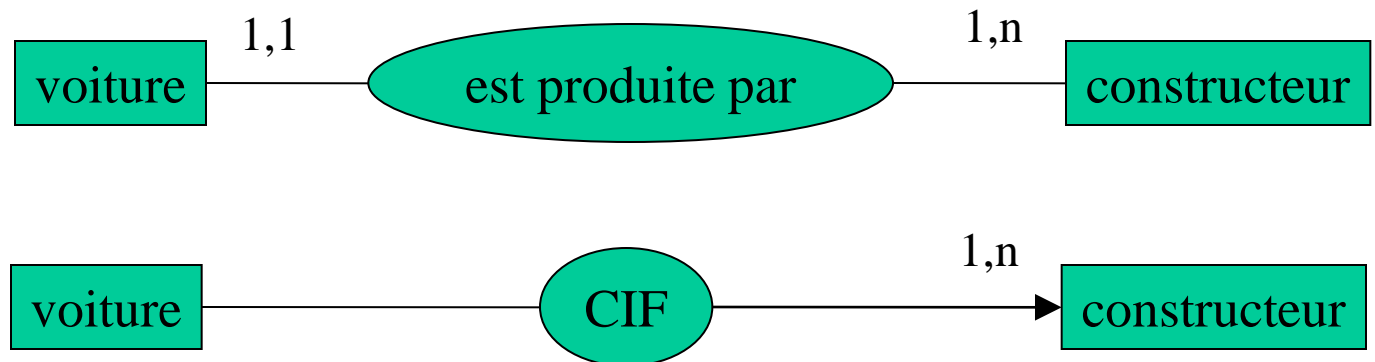 1,1 1,n
voiture est produite par constructeur
1,n
voiture CIF constructeur